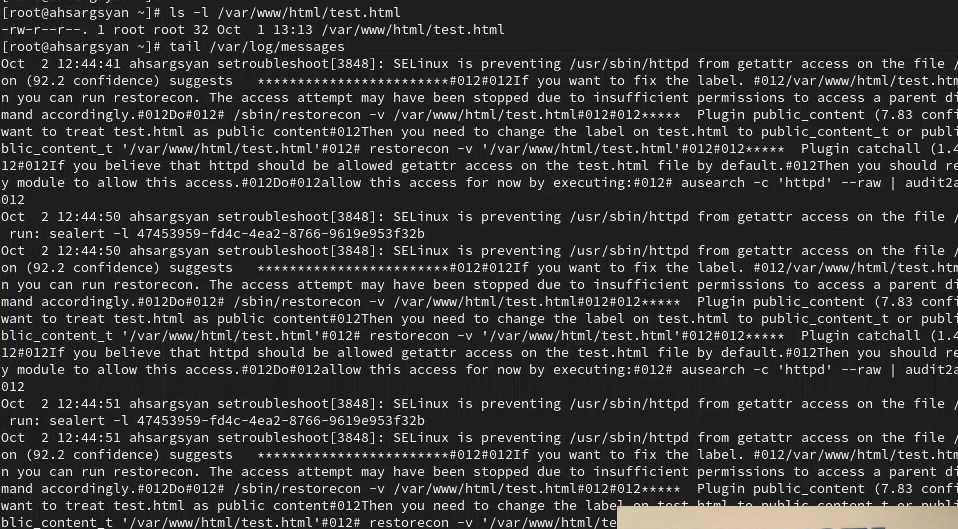 [root@ahsargsyan ~]# ls -l /var/www/html/test.html
-rw-r--r--. 1 root root 32 Oct  1 13:13 /var/www/html/test.html
[root@ahsargsyan ~]# tail /var/log/messages
Oct  2 12:44:41 ahsargsyan setroubleshoot[3848]: SELinux is preventing /usr/sbin/httpd from getattr access on the file /
on (92.2 confidence) suggests   ************************#012#012If you want to fix the label. #012/var/www/html/test.htm
n you can run restorecon. The access attempt may have been stopped due to insufficient permissions to access a parent di
mand accordingly.#012Do#012# /sbin/restorecon -v /var/www/html/test.html#012#012*****  Plugin public_content (7.83 confi
want to treat test.html as public content#012Then you need to change the label on test.html to public_content_t or publi
blic_content_t '/var/www/html/test.html'#012# restorecon -v '/var/www/html/test.html'#012#012*****  Plugin catchall (1.4
12#012If you believe that httpd should be allowed getattr access on the test.html file by default.#012Then you should re
y module to allow this access.#012Do#012allow this access for now by executing:#012# ausearch -c 'httpd' --raw | audit2a
012
Oct  2 12:44:50 ahsargsyan setroubleshoot[3848]: SELinux is preventing /usr/sbin/httpd from getattr access on the file /
 run: sealert -l 47453959-fd4c-4ea2-8766-9619e953f32b
Oct  2 12:44:50 ahsargsyan setroubleshoot[3848]: SELinux is preventing /usr/sbin/httpd from getattr access on the file /
on (92.2 confidence) suggests   ************************#012#012If you want to fix the label. #012/var/www/html/test.htm
n you can run restorecon. The access attempt may have been stopped due to insufficient permissions to access a parent di
mand accordingly.#012Do#012# /sbin/restorecon -v /var/www/html/test.html#012#012*****  Plugin public_content (7.83 confi
want to treat test.html as public content#012Then you need to change the label on test.html to public_content_t or publi
blic_content_t '/var/www/html/test.html'#012# restorecon -v '/var/www/html/test.html'#012#012*****  Plugin catchall (1.4
12#012If you believe that httpd should be allowed getattr access on the test.html file by default.#012Then you should re
y module to allow this access.#012Do#012allow this access for now by executing:#012# ausearch -c 'httpd' --raw | audit2a
012
Oct  2 12:44:51 ahsargsyan setroubleshoot[3848]: SELinux is preventing /usr/sbin/httpd from getattr access on the file /
 run: sealert -l 47453959-fd4c-4ea2-8766-9619e953f32b
Oct  2 12:44:51 ahsargsyan setroubleshoot[3848]: SELinux is preventing /usr/sbin/httpd from getattr access on the file /
on (92.2 confidence) suggests   ************************#012#012If you want to fix the label. #012/var/www/html/test.htm
n you can run restorecon. The access attempt may have been stopped due to insufficient permissions to access a parent di
mand accordingly.#012Do#012# /sbin/restorecon -v /var/www/html/test.html#012#012*****  Plugin public_content (7.83 confi
want to treat test.html as public content#012Then you need to change the label
blic_content_t '/var/www/html/test.html'#012# restorecon -v '/var/www/html/te